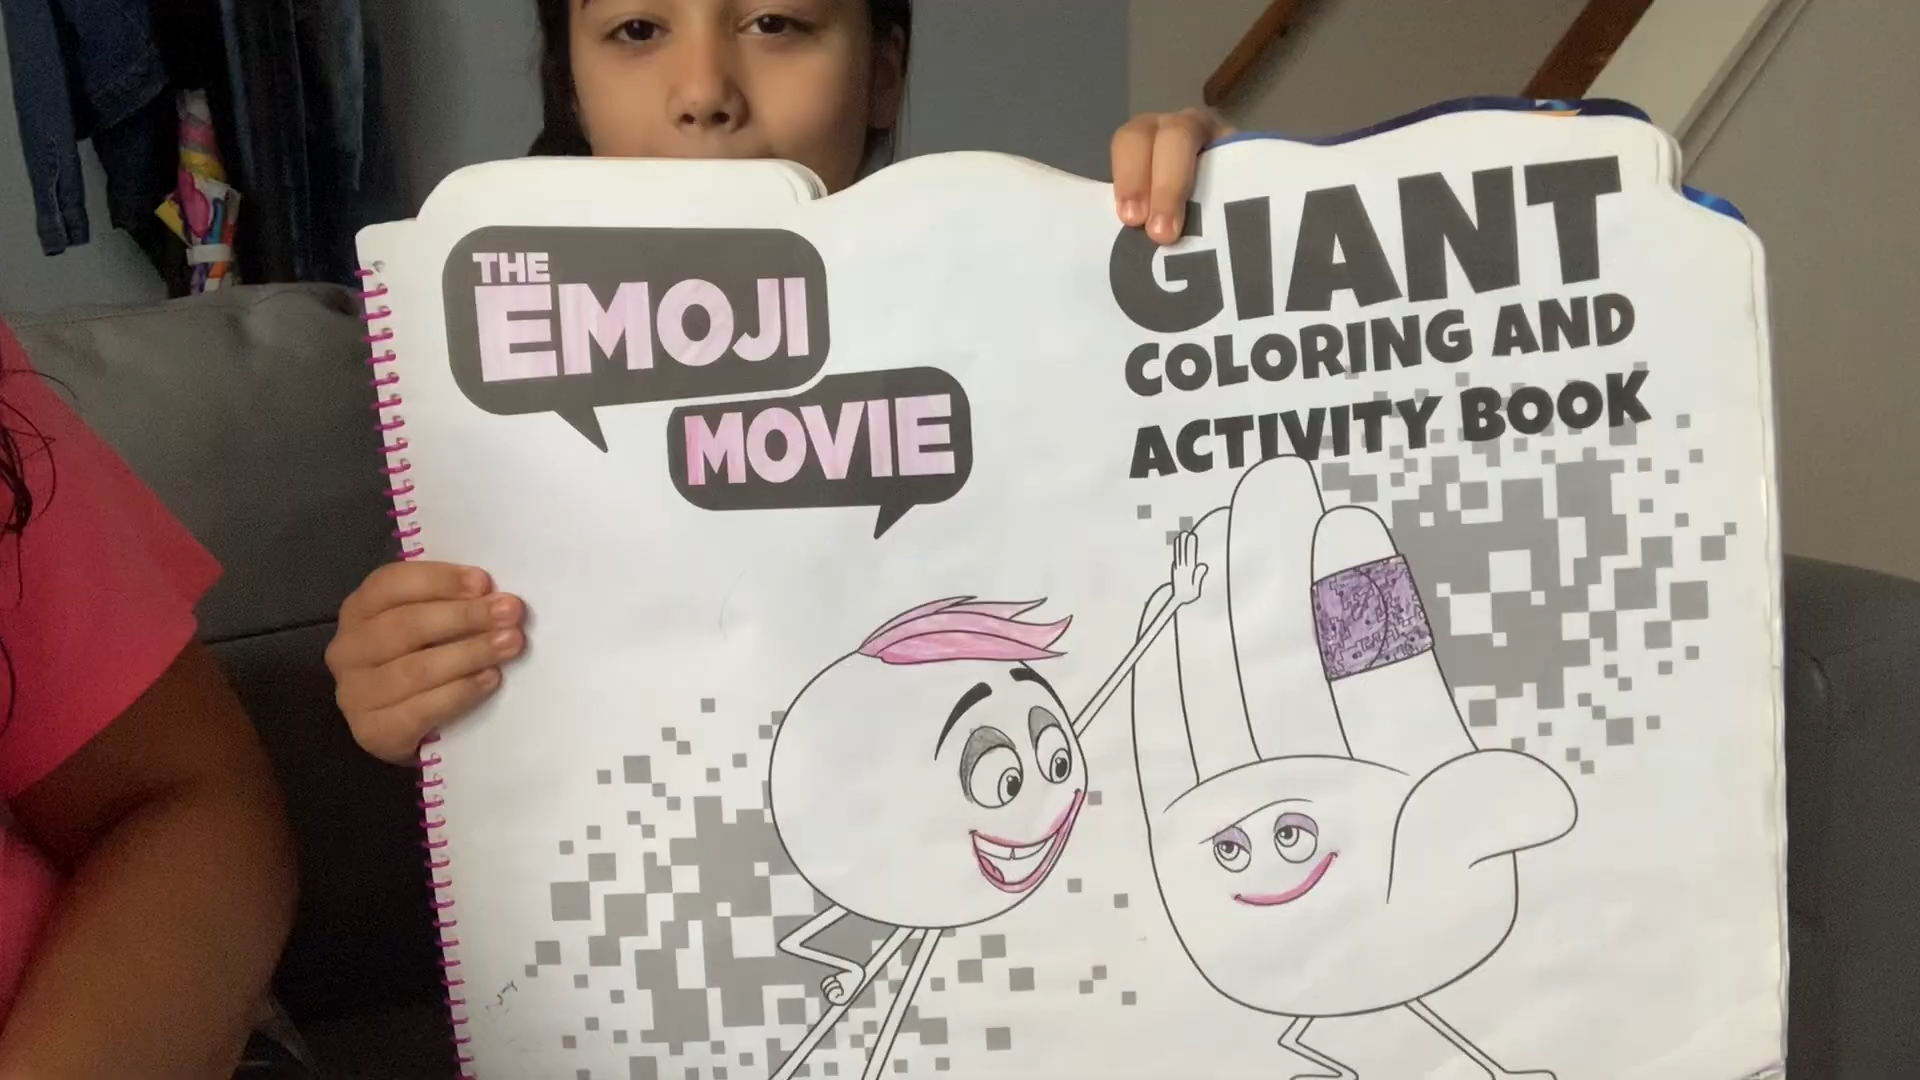 THE
EMOJI
MOVIE
GIANT
COLORING AND
ACTIVITY BOOK